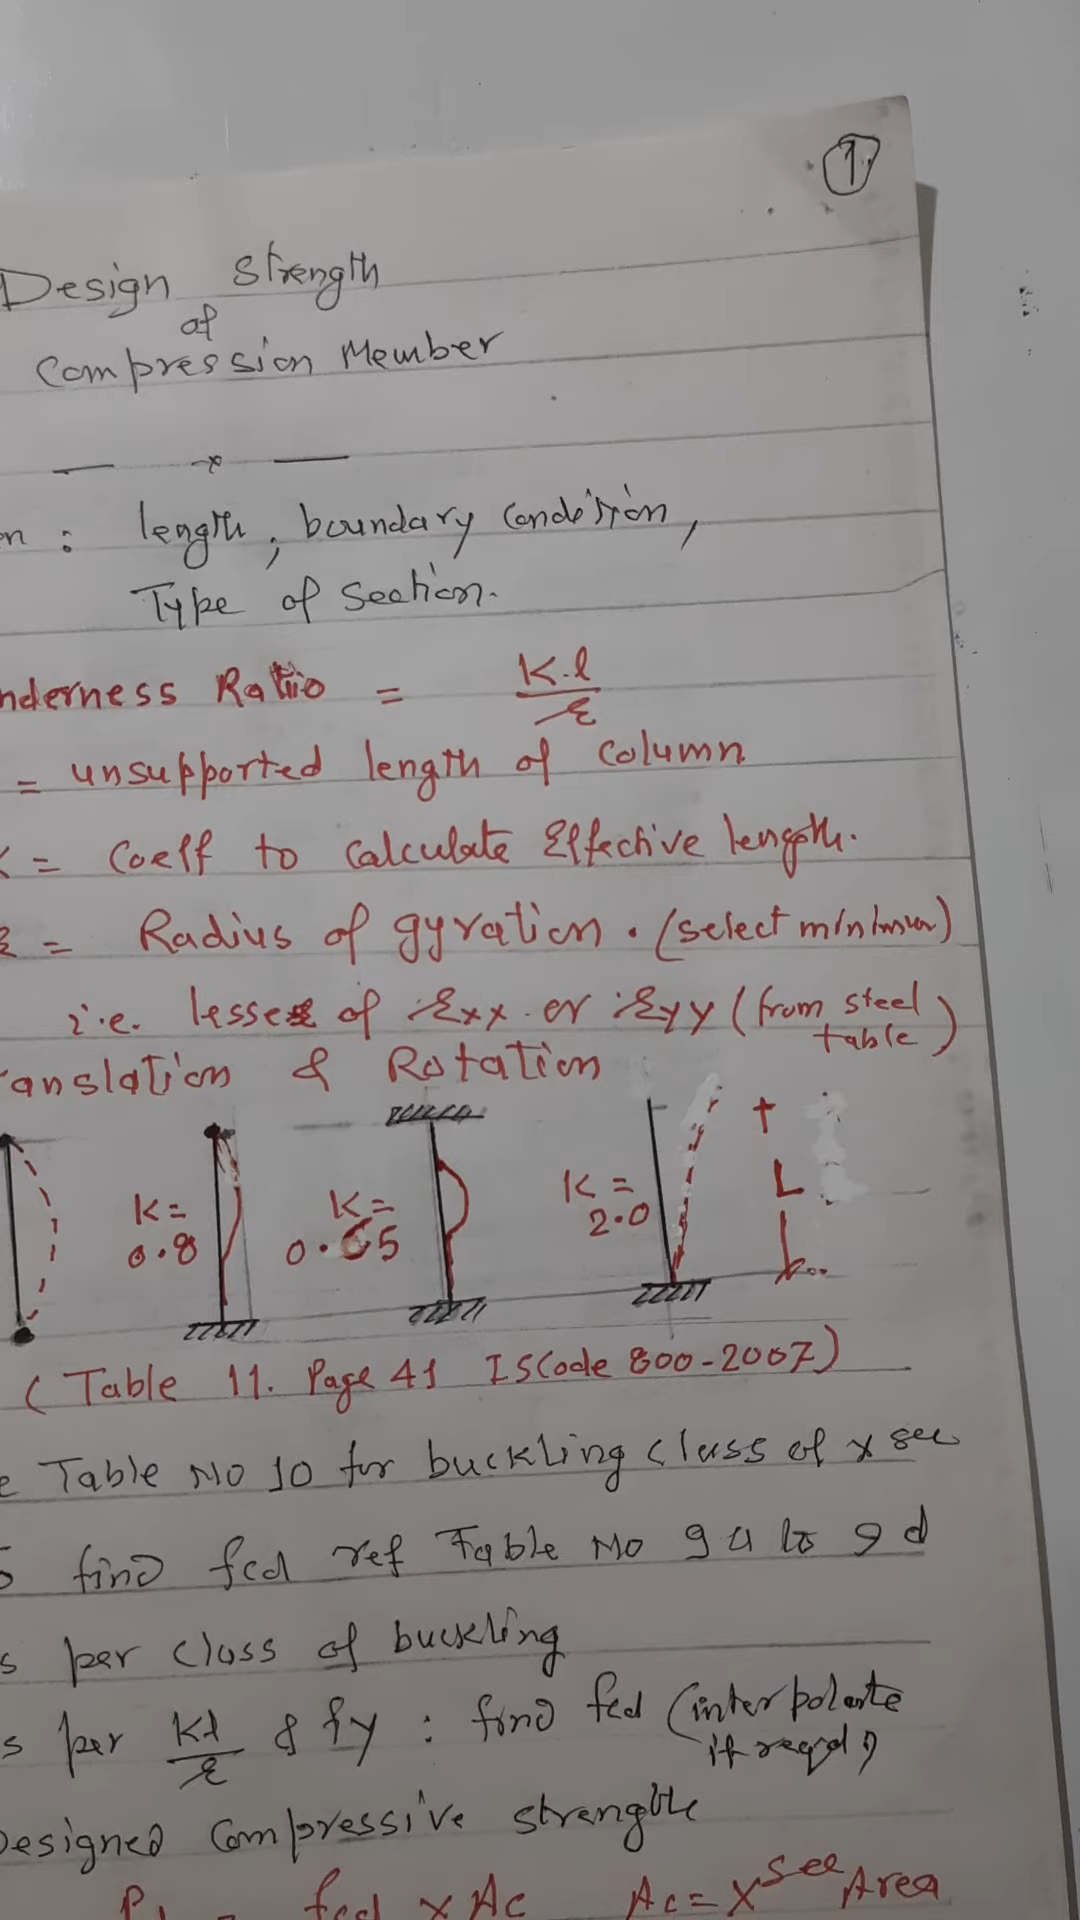 1
Design Strength
of
Compression Member
— x —
en : length, boundary Condition,
Type of Section.
nderness Ratio = K.l / r
= unsupported length of Column
K = Coeff to Calculate Effective length.
r = Radius of gyration. (select minimum)
i.e. lesser of rxx or ryy (from steel table)
anslation & Rotation
K = 0.8
K = 0.65
K = 2.0
(Table 11. Page 41 IS Code 800-2007)
e Table No 10 for buckling class of x sec
find fcd ref Table No 9a to 9d
s per class of buckling
s per Kl / r & fy : find fcd (interpolate if reqd)
Designed Compressive strength
= fcd x Ac Ac = X sec Area